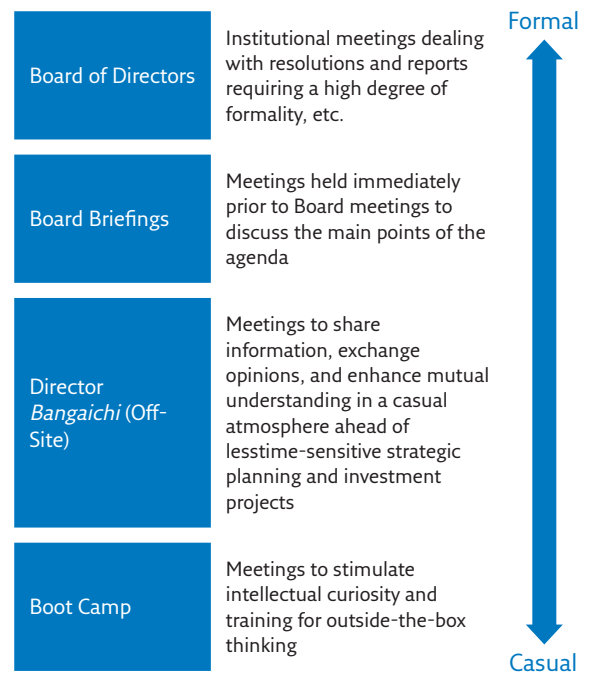 Formal
Board of Directors
Institutional meetings dealing
with resolutions and reports
requiring a high degree of
formality, etc.
Board Briefings
Meetings held immediately
prior to Board meetings to
discuss the main points of the
agenda
Director
Bangaichi (Off-
Site)
Meetings to share
information, exchange
opinions, and enhance mutual
understanding in a casual
atmosphere ahead of
lesstime-sensitive strategic
planning and investment
projects
Boot Camp
Meetings to stimulate
intellectual curiosity and
training for outside-the-box
thinking
Casual